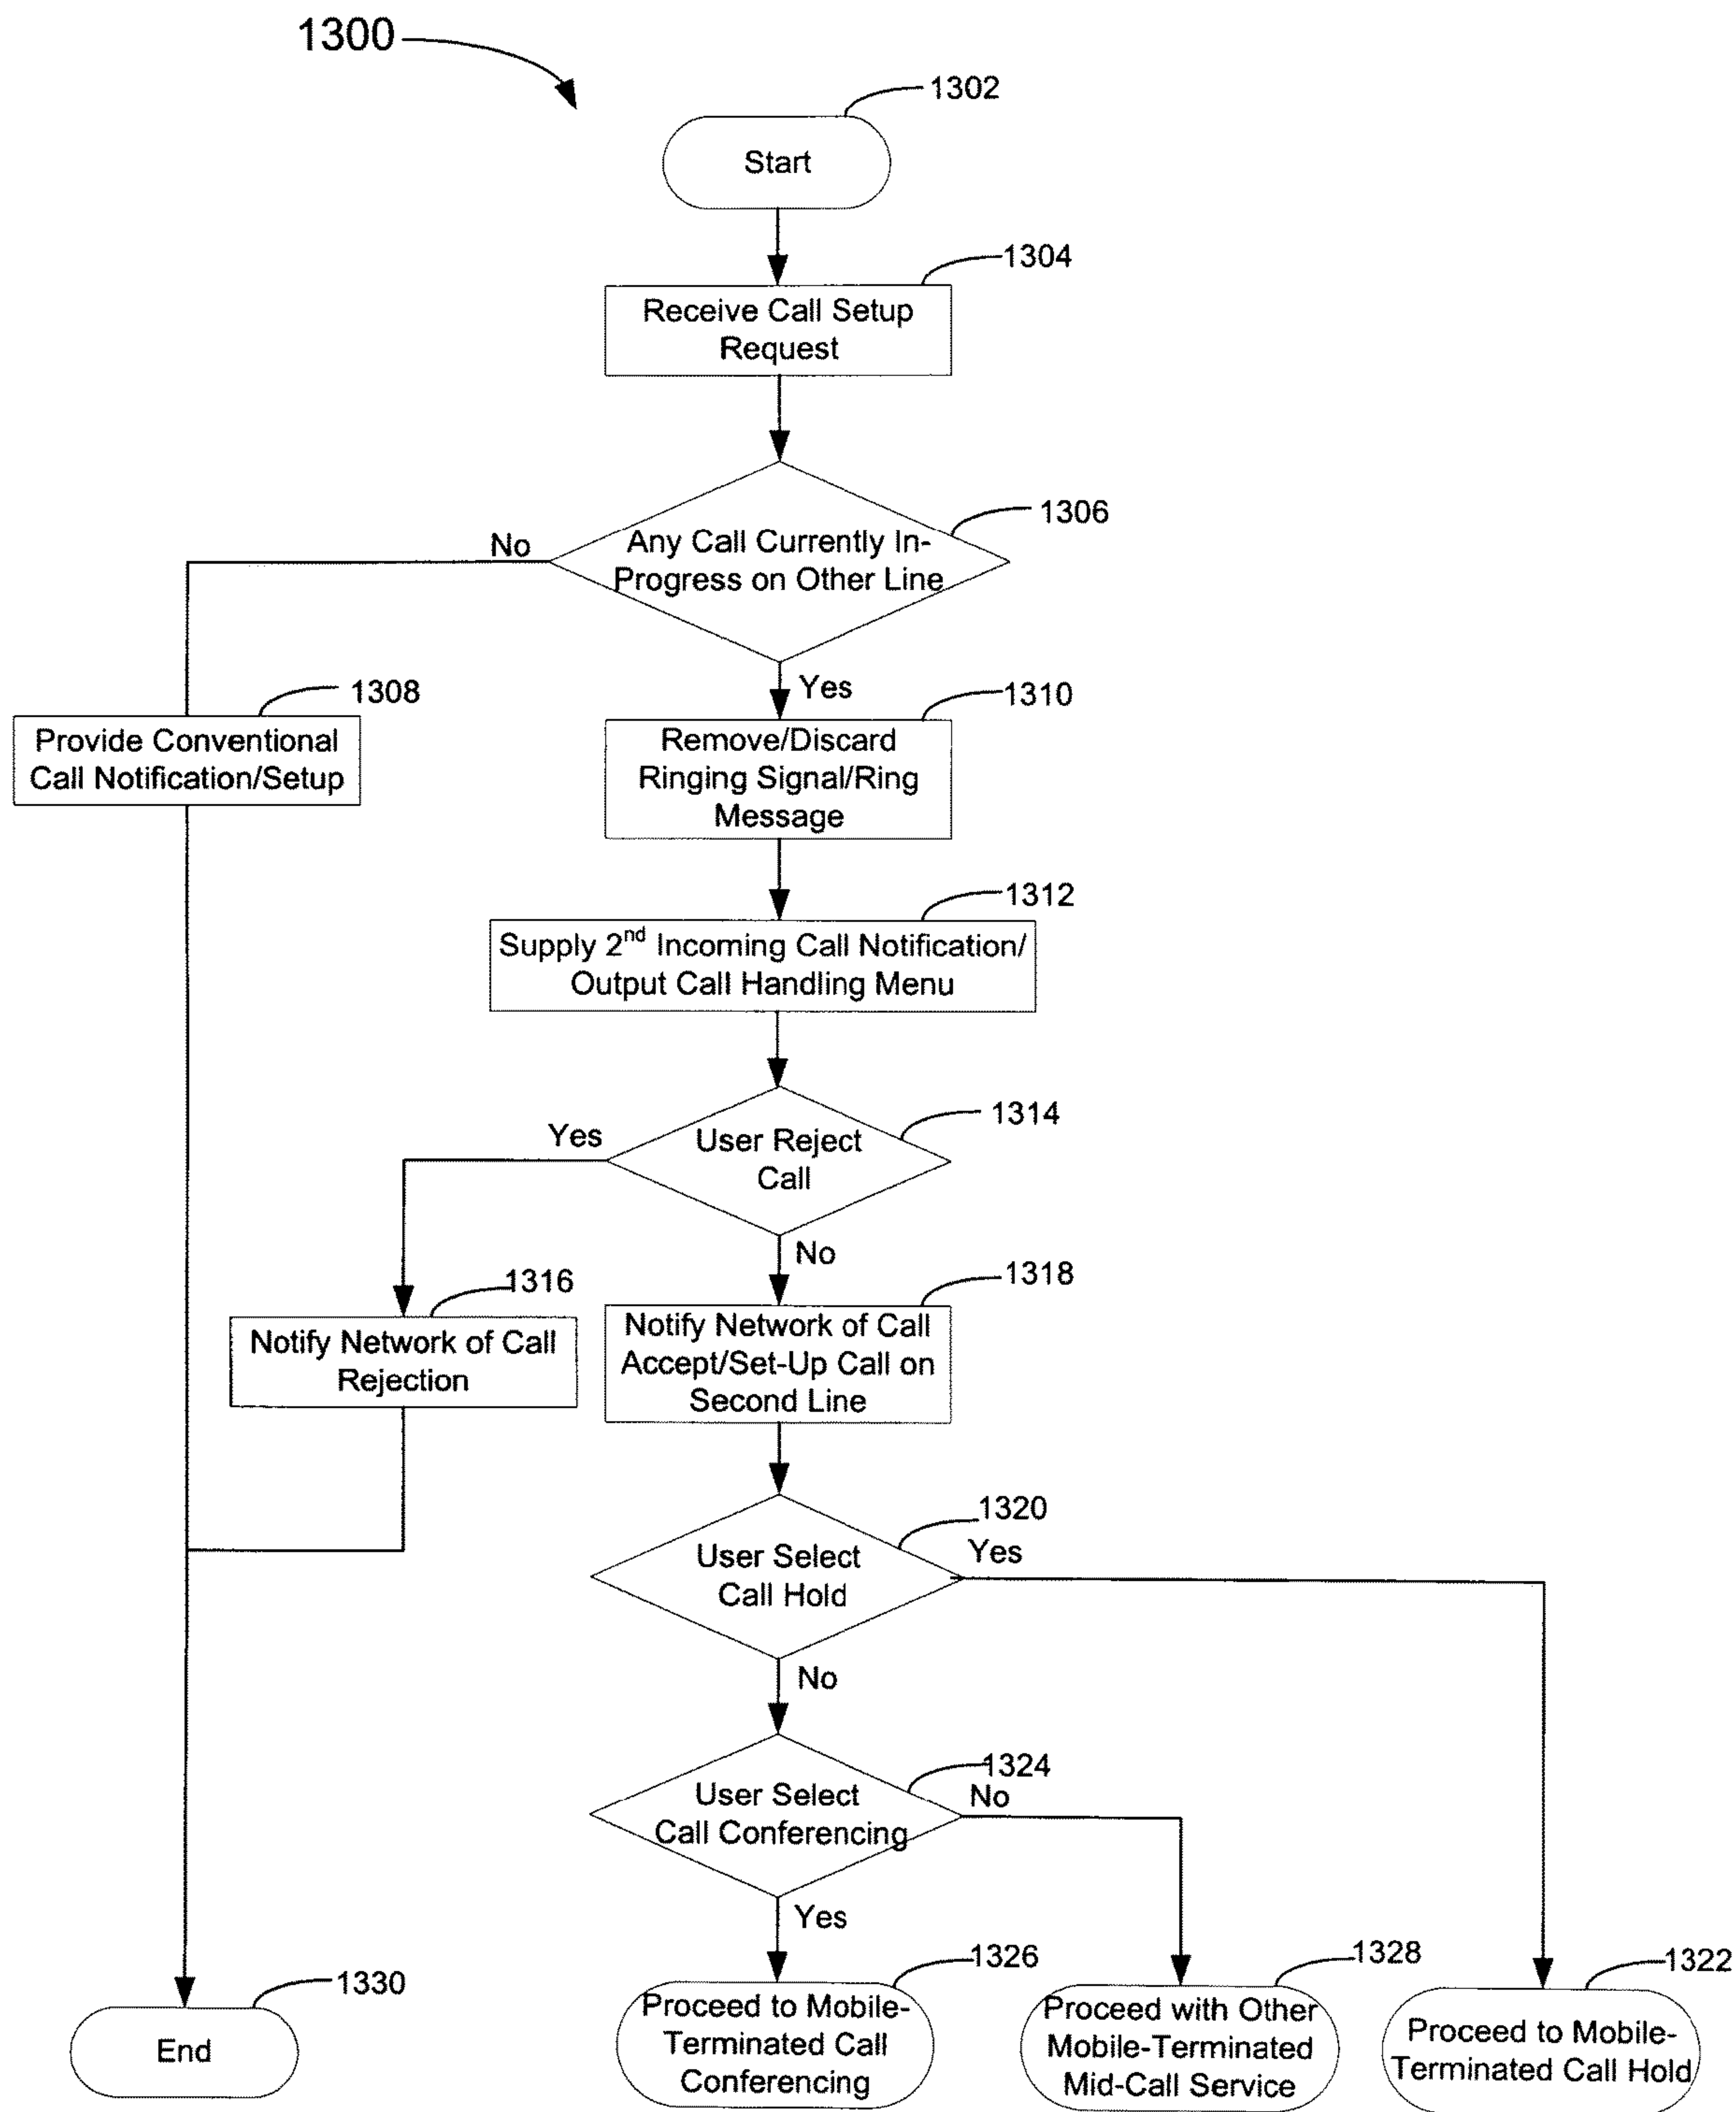 1300
1302
Start
1304
Receive Call Setup
Request
1306
Any Call Currently In-
Progress on Other Line
No
Yes
1308
Provide Conventional
Call Notification/Setup
1310
Remove/Discard
Ringing Signal/Ring
Message
1312
Supply 2nd Incoming Call Notification/
Output Call Handling Menu
1314
User Reject
Call
Yes
No
1316
Notify Network of Call
Rejection
1318
Notify Network of Call
Accept/Set-Up Call on
Second Line
1320
User Select
Call Hold
Yes
No
1324
User Select
Call Conferencing
No
Yes
1330
End
1326
Proceed to Mobile-
Terminated Call
Conferencing
1328
Proceed with Other
Mobile-Terminated
Mid-Call Service
1322
Proceed to Mobile-
Terminated Call Hold